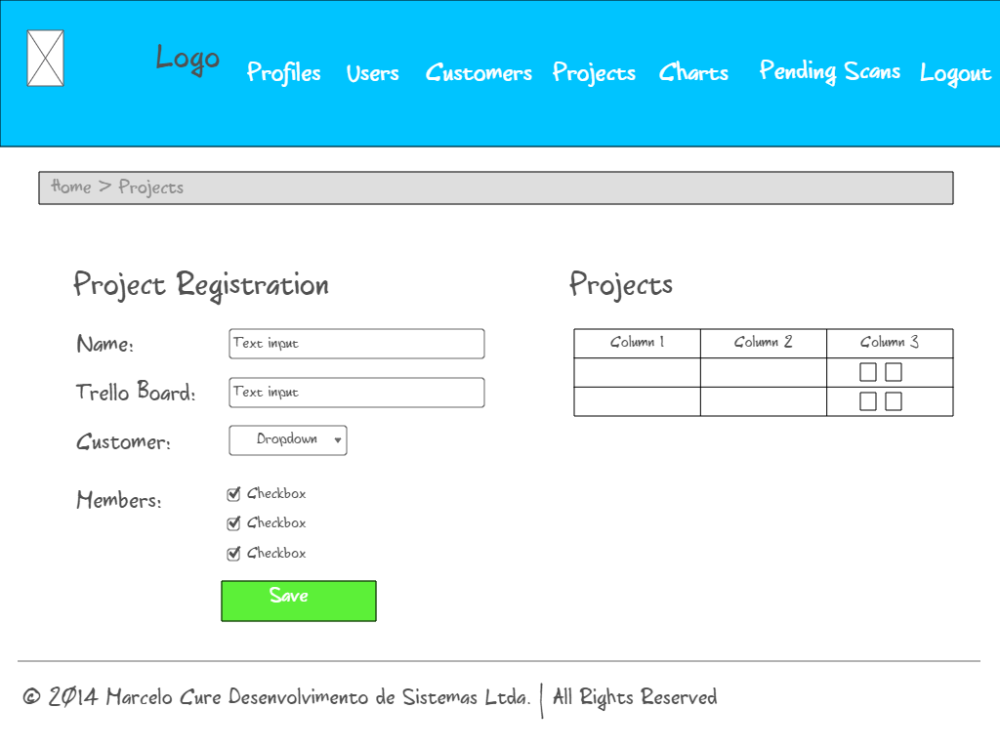 Logo
Profiles Users Customers Projects Charts Pending Scans Logout
Home > Projects
Project Registration
Projects
Name: Text input
Trello Board: Text input
Customer: Dropdown
Members: Checkbox
Checkbox
Checkbox
Save
Column 1 Column 2 Column 3
© 2014 Marcelo Cure Desenvolvimento de Sistemas Ltda. | All Rights Reserved